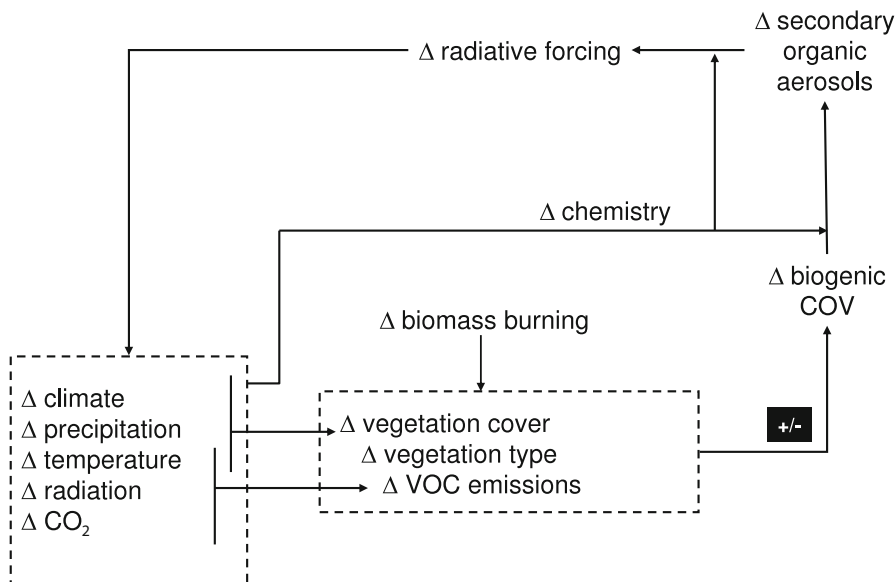 Δ secondary
organic
aerosols
Δ radiative forcing
Δ chemistry
Δ biogenic
COV
Δ biomass burning
Δ climate
Δ precipitation
Δ temperature
Δ radiation
Δ CO₂
Δ vegetation cover
Δ vegetation type
Δ VOC emissions
+/-